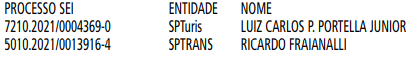 PROCESSO SEI ENTIDADE NOME
7210.2021/0004369-0 SPTuris LUIZ CARLOS P. PORTELLA JUNIOR
5010.2021/0013916-4 SPTRANS RICARDO FRAIANALLI